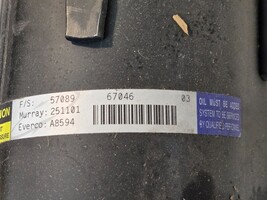 F/S: 57089 67046 03
Murray: 251101
Everco: A8594
OIL MUST BE ADDED
SYSTEM TO BE SERVICED
BY QUALIFIED PERSONNEL